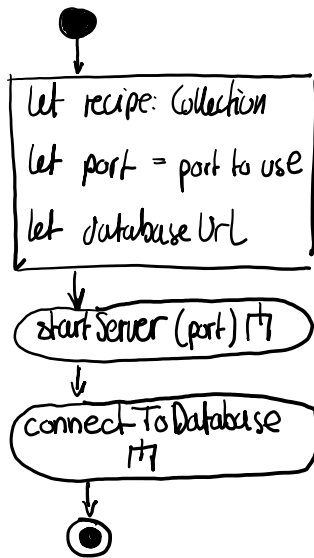 let recipe: Collection
let port = port to use
let databaseUrl
startServer (port)
connectToDatabase